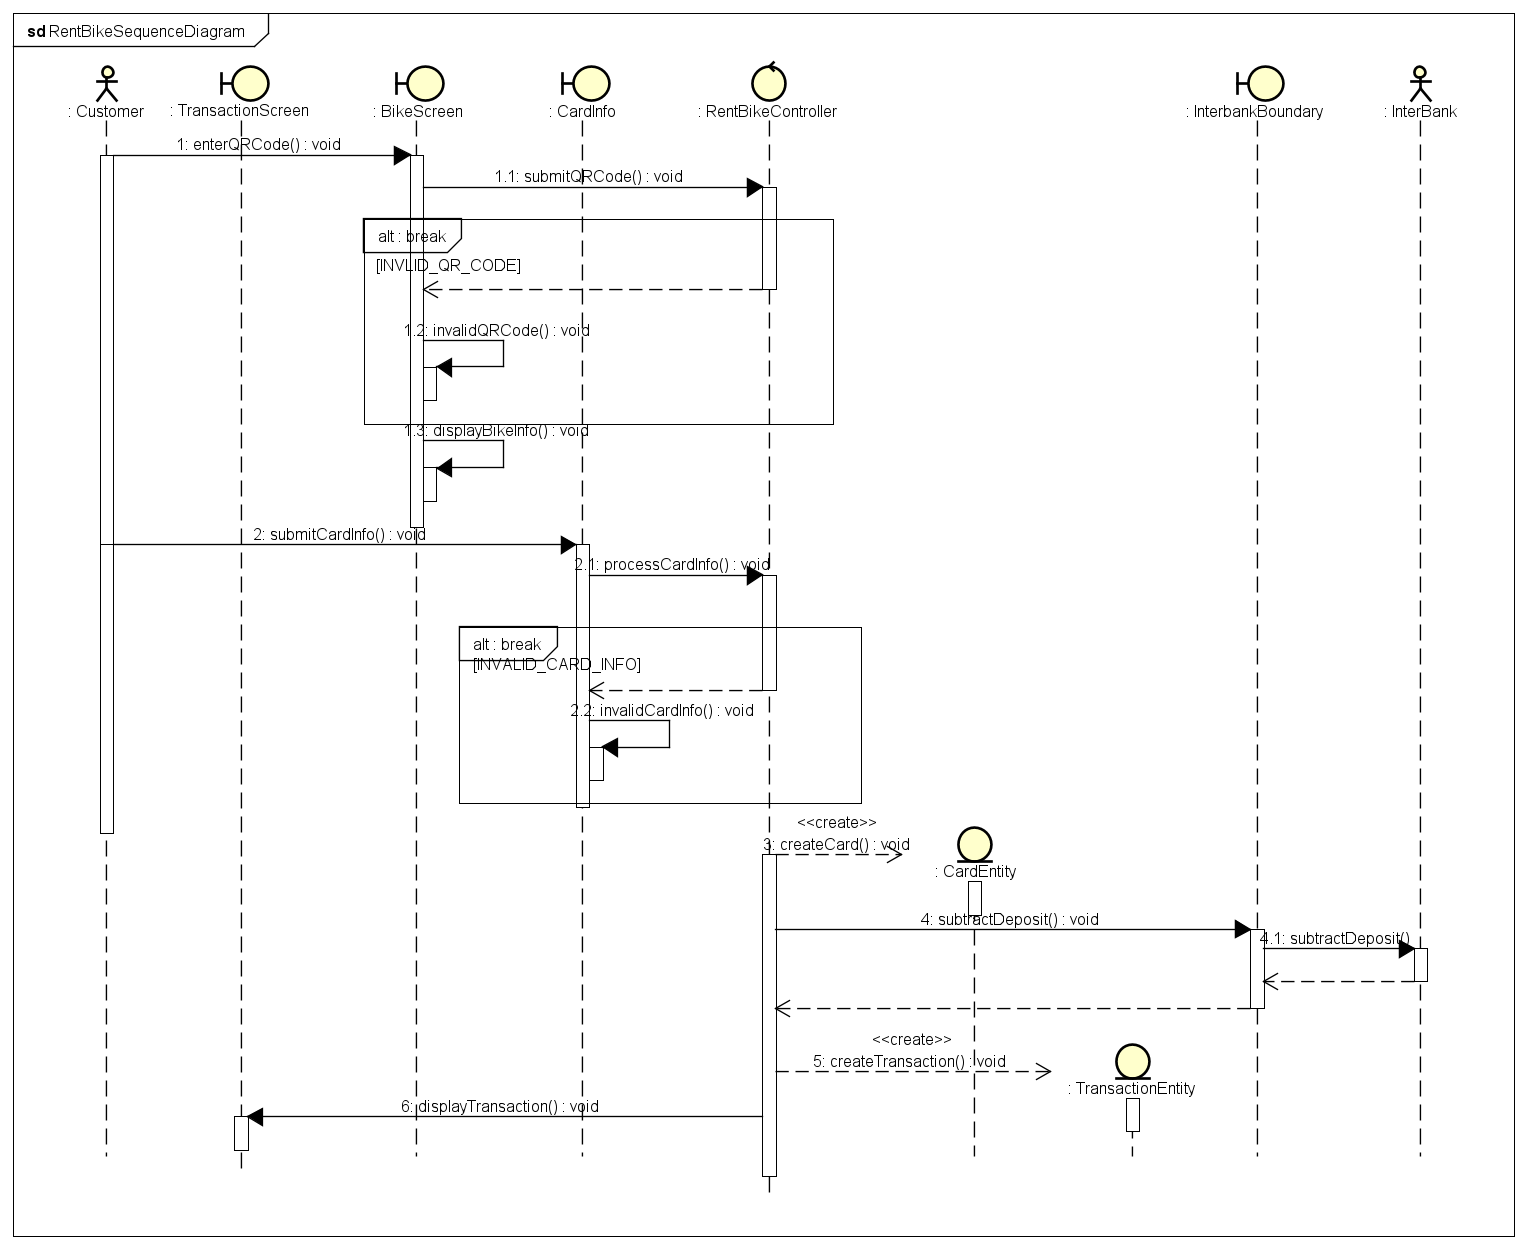 sd RentBikeSequenceDiagram
: Customer
: TransactionScreen
: BikeScreen
: CardInfo
: RentBikeController
: InterbankBoundary
: InterBank
1: enterQRCode() : void
1.1: submitQRCode() : void
alt : break
[INVLID_QR_CODE]
1.2: invalidQRCode() : void
1.3: displayBikeInfo() : void
2: submitCardInfo() : void
2.1: processCardInfo() : void
alt : break
[INVALID_CARD_INFO]
2.2: invalidCardInfo() : void
<<create>>
3: createCard() : void
: CardEntity
4: subtractDeposit() : void
4.1: subtractDeposit()
<<create>>
5: createTransaction() : void
: TransactionEntity
6: displayTransaction() : void